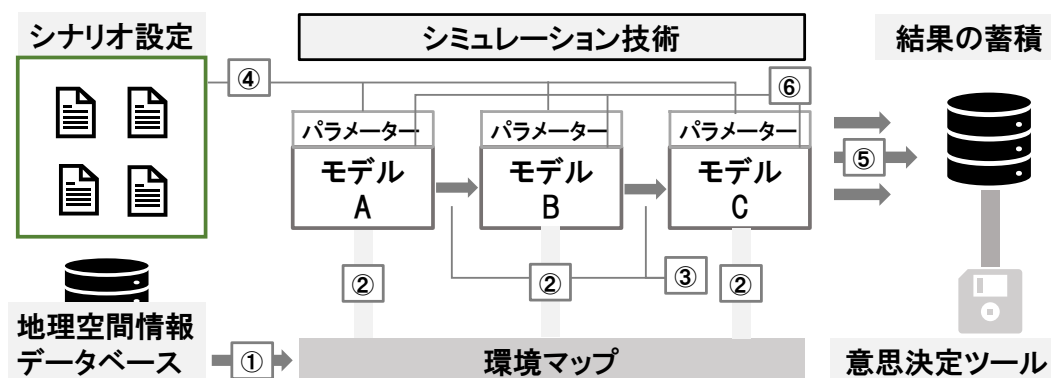 シナリオ設定
シミュレーション技術
結果の蓄積
④
⑥
パラメーター
パラメーター
パラメーター
モデル
A
モデル
B
モデル
C
⑤
②
②
③
②
地理空間情報
データベース
①
環境マップ
意思決定ツール